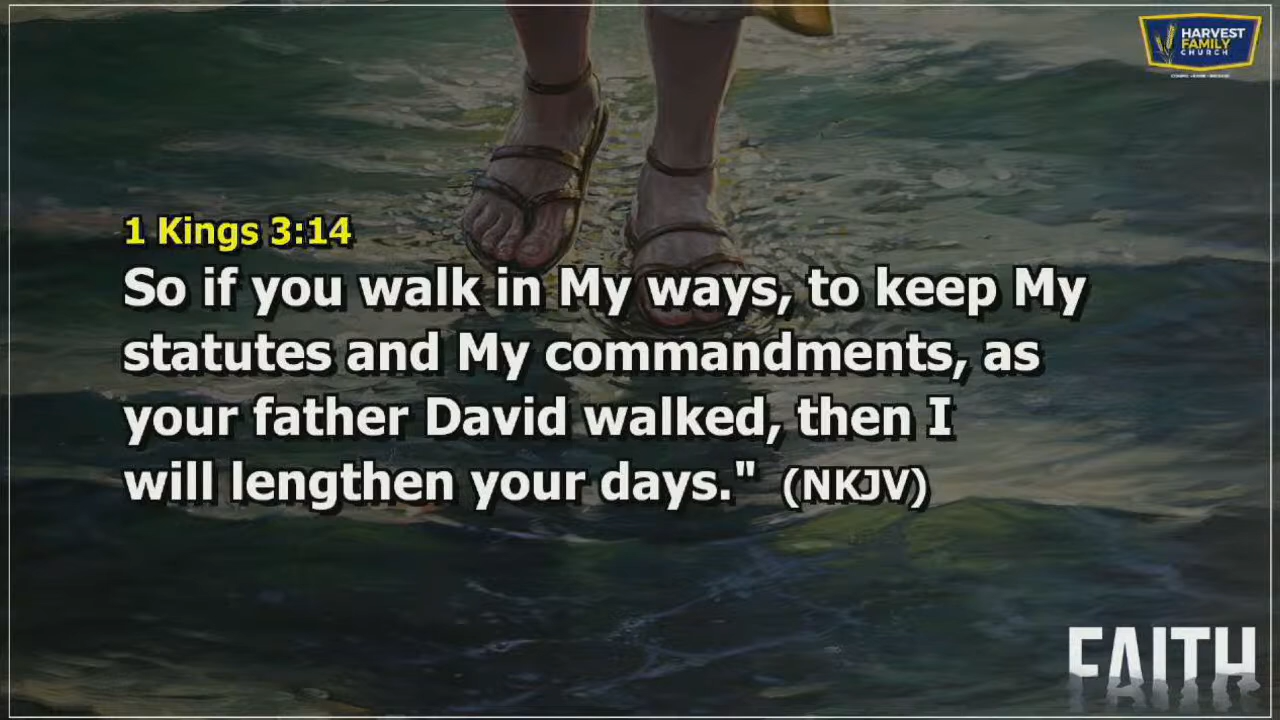 HARVEST
FAMILY
CHURCH
1 Kings 3:14
So if you walk in My ways, to keep My
statutes and My commandments, as
your father David walked, then I
will lengthen your days." (NKJV)
FAITH